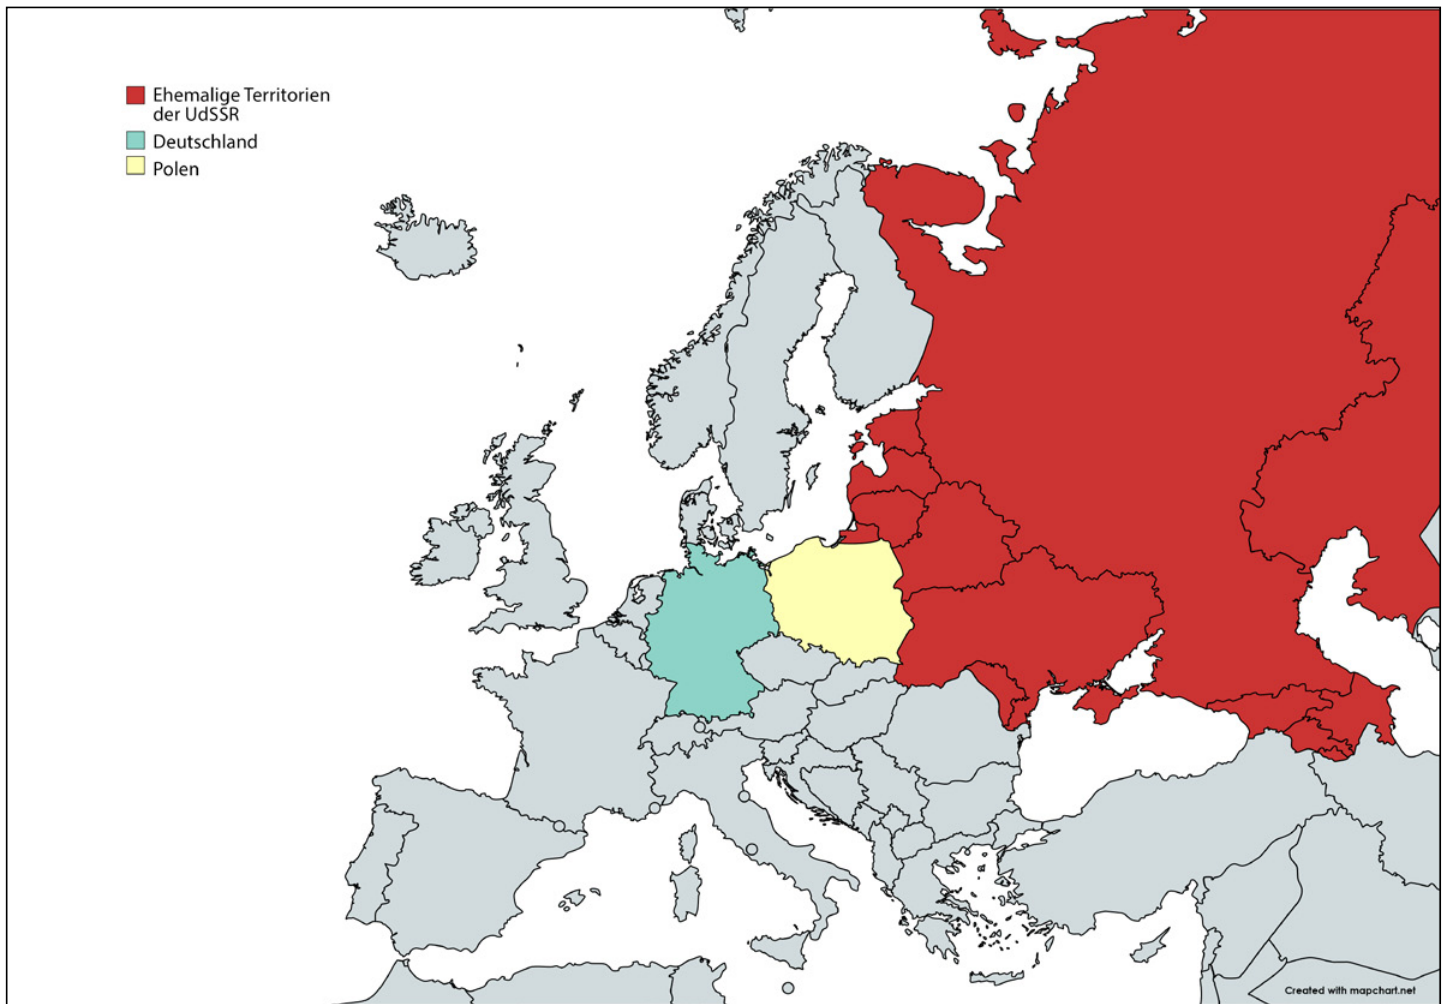 Ehemalige Territorien
der UdSSR
Deutschland
Polen
Created with mapchart.net